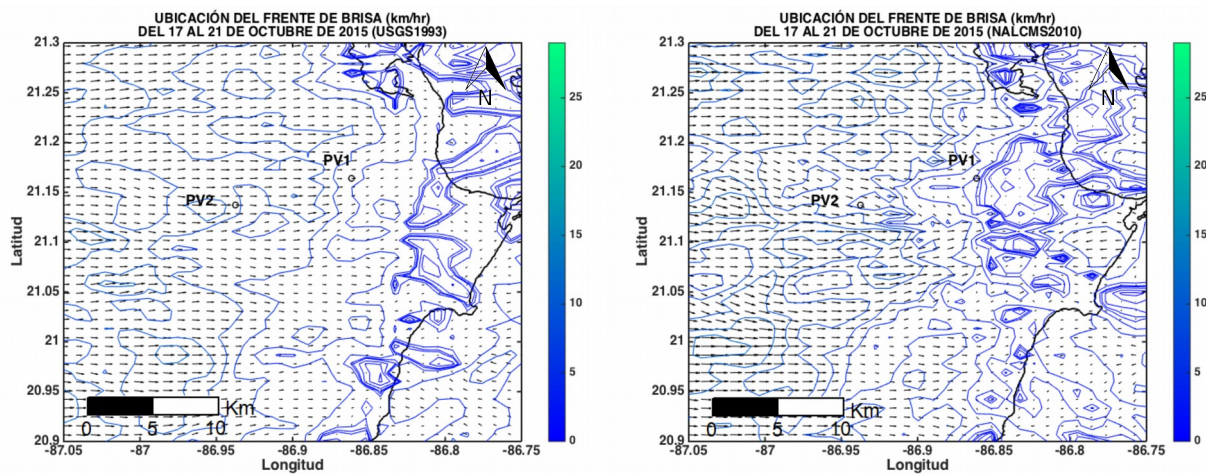 UBICACIÓN DEL FRENTE DE BRISA (km/hr)
DEL 17 AL 21 DE OCTUBRE DE 2015 (USGS1993)
21.3
21.25
21.2
21.15
21.1
21.05
21
20.95
20.9
Latitud
PV1
PV2
N
0 5 10 Km
-87.05 -87 -86.95 -86.9 -86.85 -86.8 -86.75
Longitud
25
20
15
10
5
0
UBICACIÓN DEL FRENTE DE BRISA (km/hr)
DEL 17 AL 21 DE OCTUBRE DE 2015 (NALCMS2010)
21.3
21.25
21.2
21.15
21.1
21.05
21
20.95
20.9
Latitud
PV1
PV2
N
0 5 10 Km
-87.05 -87 -86.95 -86.9 -86.85 -86.8 -86.75
Longitud
25
20
15
10
5
0